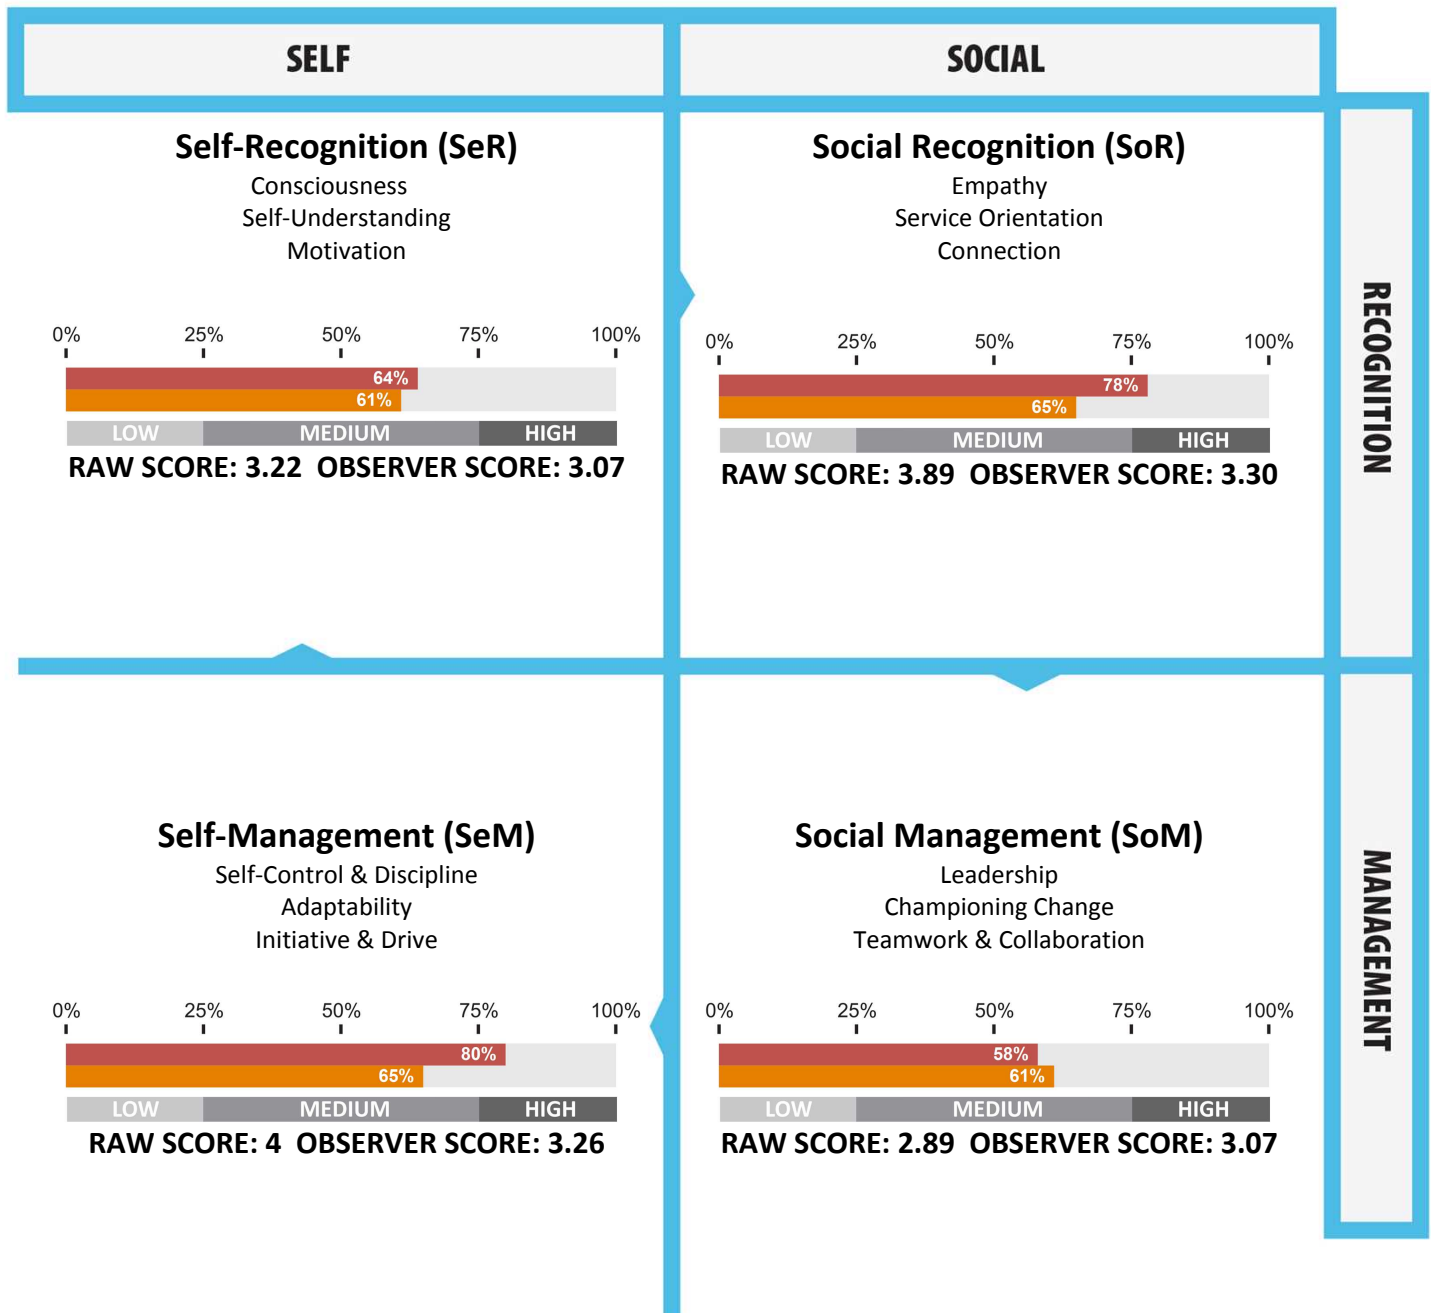 SELF
SOCIAL
Self-Recognition (SeR)
Consciousness
Self-Understanding
Motivation
0% 25% 50% 75% 100%
64%
61%
LOW MEDIUM HIGH
RAW SCORE: 3.22 OBSERVER SCORE: 3.07
Social Recognition (SoR)
Empathy
Service Orientation
Connection
0% 25% 50% 75% 100%
78%
65%
LOW MEDIUM HIGH
RAW SCORE: 3.89 OBSERVER SCORE: 3.30
RECOGNITION
Self-Management (SeM)
Self-Control & Discipline
Adaptability
Initiative & Drive
0% 25% 50% 75% 100%
80%
65%
LOW MEDIUM HIGH
RAW SCORE: 4 OBSERVER SCORE: 3.26
Social Management (SoM)
Leadership
Championing Change
Teamwork & Collaboration
0% 25% 50% 75% 100%
58%
61%
LOW MEDIUM HIGH
RAW SCORE: 2.89 OBSERVER SCORE: 3.07
MANAGEMENT